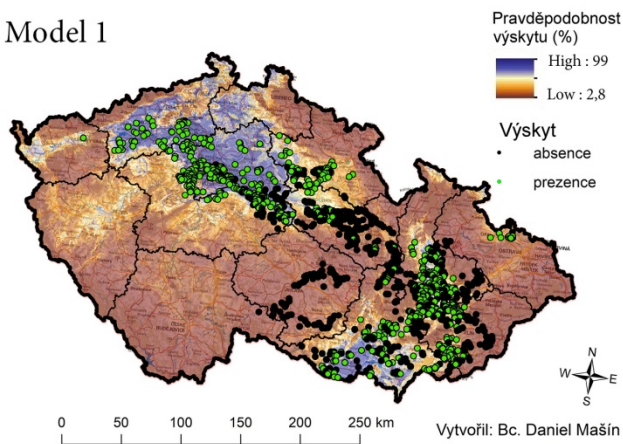 Model 1
Pravděpodobnost
výskytu (%)
High : 99
Low : 2,8
Výskyt
absence
prezence
N
W
E
S
0 50 100 150 200 250 km
Vytvořil: Bc. Daniel Mašín